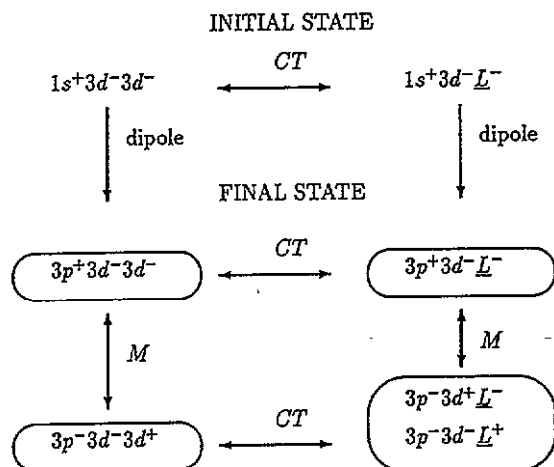 INITIAL STATE
CT
1s⁺3d⁻3d⁻ 1s⁺3d⁻L̲⁻
dipole dipole
FINAL STATE
CT
3p⁺3d⁻3d⁻ 3p⁺3d⁻L̲⁻
M M
3p⁻3d⁺L̲⁻
CT
3p⁻3d⁻3d⁺ 3p⁻3d⁻L̲⁺